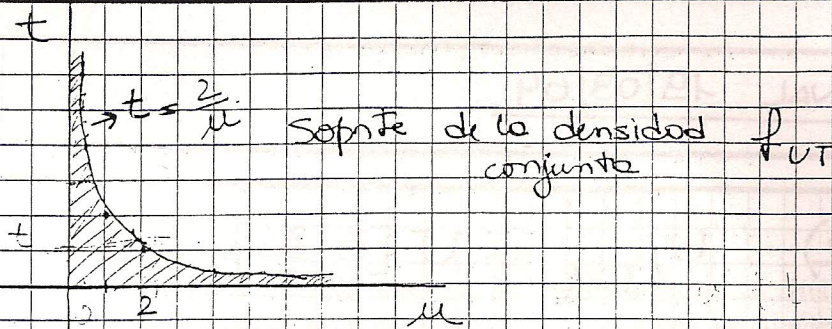 t
→ t = 2/μ
Soporte de la densidad f_UT
conjunta
t
2
μ